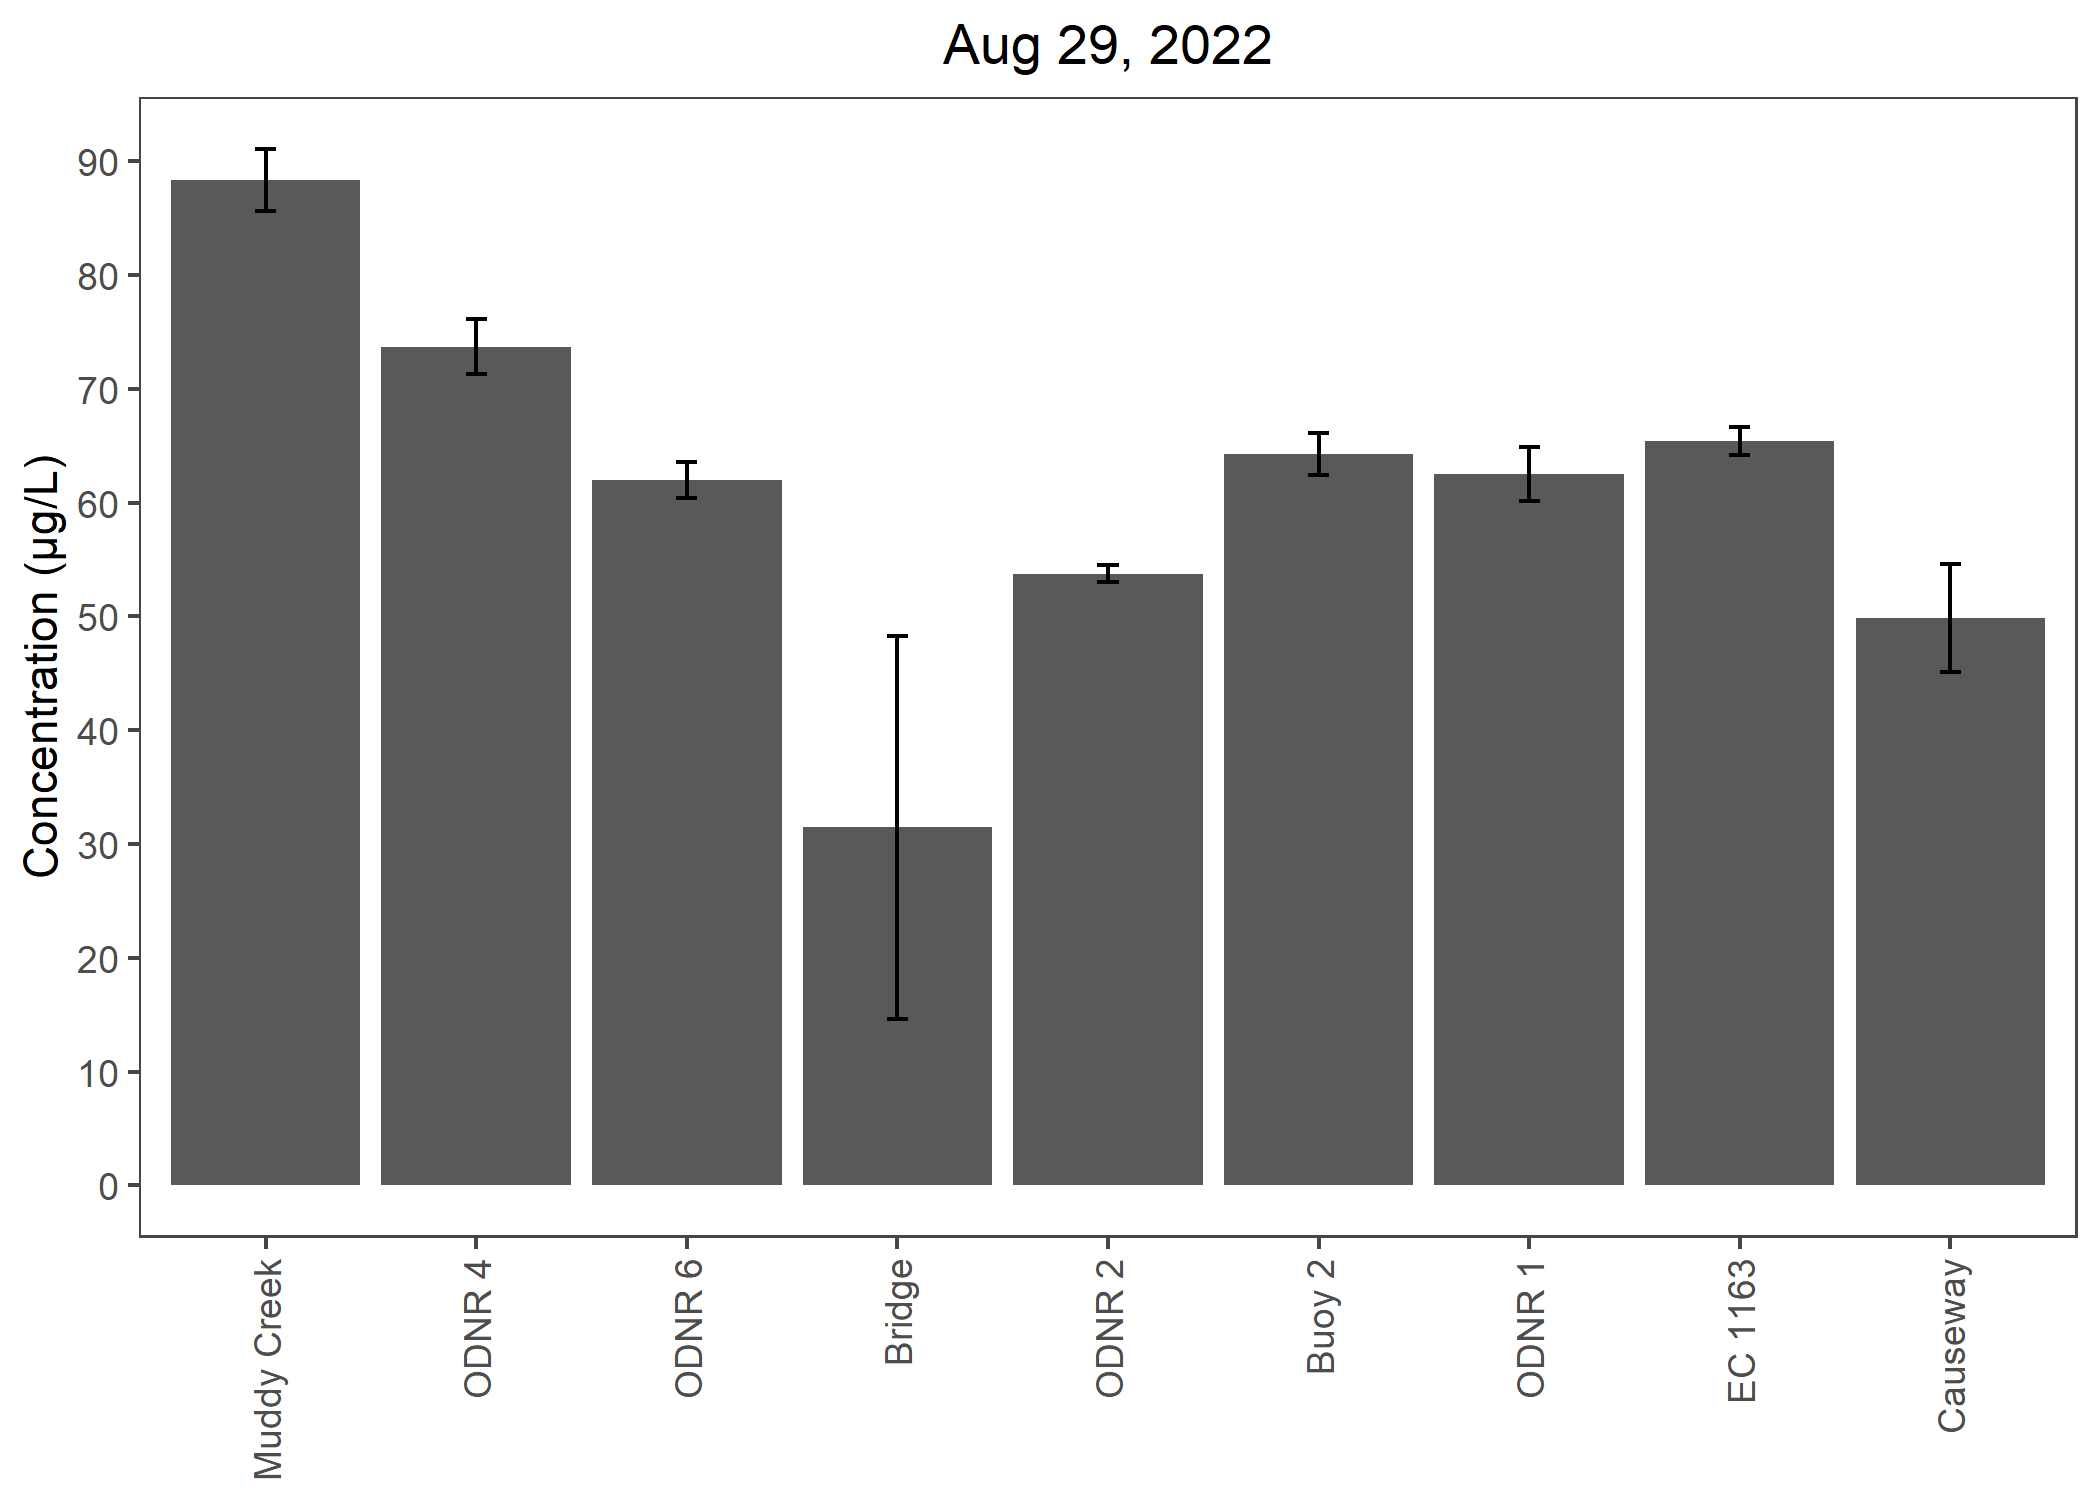 Aug 29, 2022
Concentration (µg/L)
90
80
70
60
50
40
30
20
10
0
Muddy Creek
ODNR 4
ODNR 6
Bridge
ODNR 2
Buoy 2
ODNR 1
EC 1163
Causeway